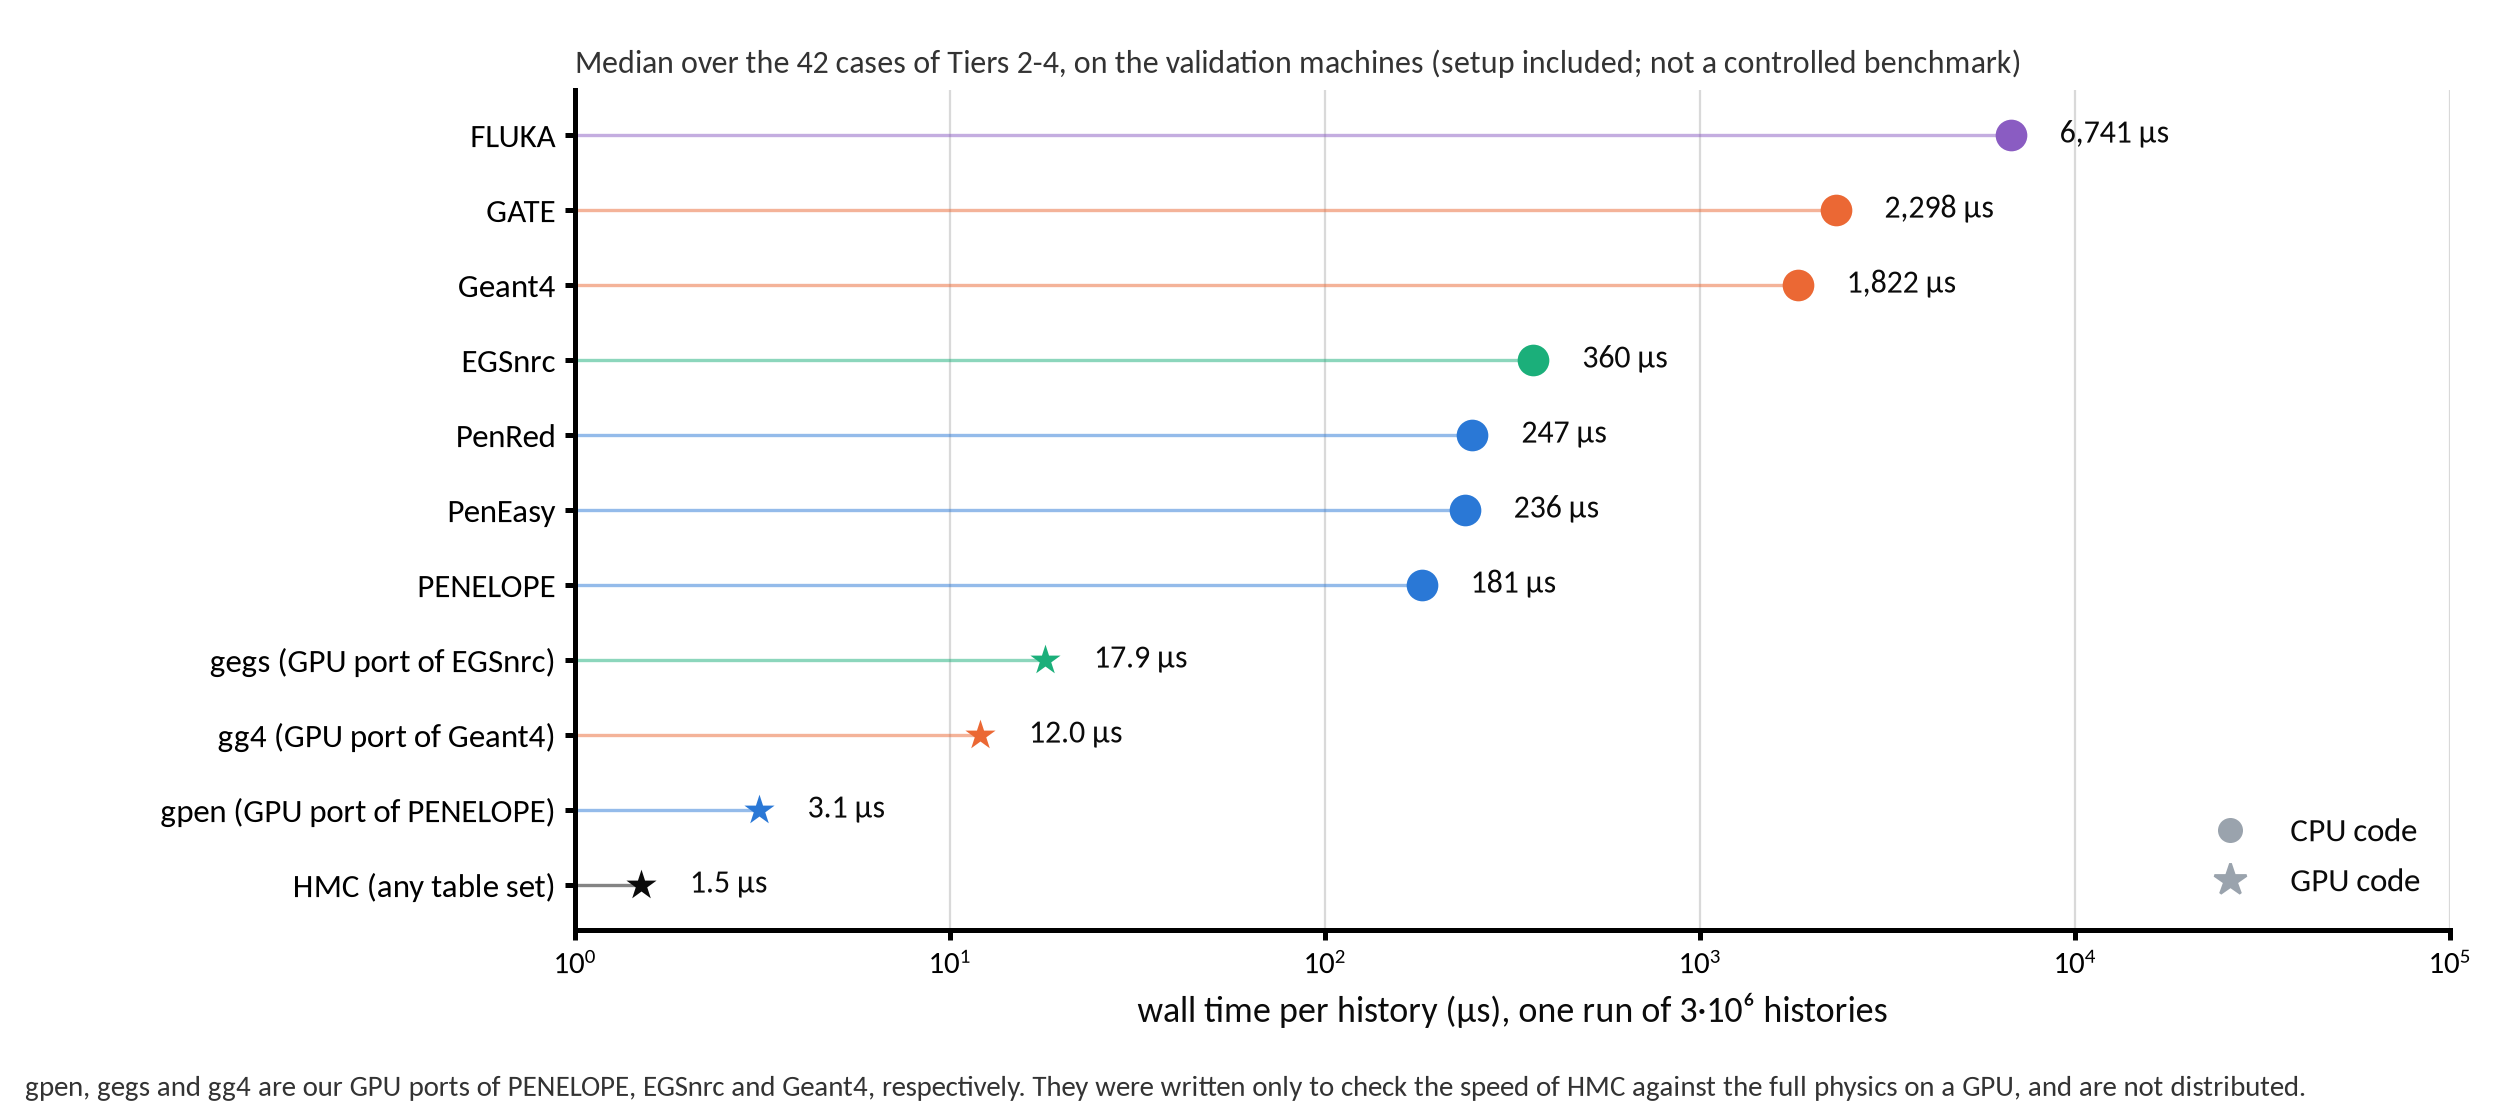 Median over the 42 cases of Tiers 2-4, on the validation machines (setup included; not a controlled benchmark)
FLUKA 6,741 µs
GATE 2,298 µs
Geant4 1,822 µs
EGSnrc 360 µs
PenRed 247 µs
PenEasy 236 µs
PENELOPE 181 µs
gegs (GPU port of EGSnrc) 17.9 µs
gg4 (GPU port of Geant4) 12.0 µs
gpen (GPU port of PENELOPE) 3.1 µs
CPU code
HMC (any table set) 1.5 µs
GPU code
10⁰ 10¹ 10² 10³ 10⁴ 10⁵
wall time per history (µs), one run of 3·10⁶ histories
gpen, gegs and gg4 are our GPU ports of PENELOPE, EGSnrc and Geant4, respectively. They were written only to check the speed of HMC against the full physics on a GPU, and are not distributed.